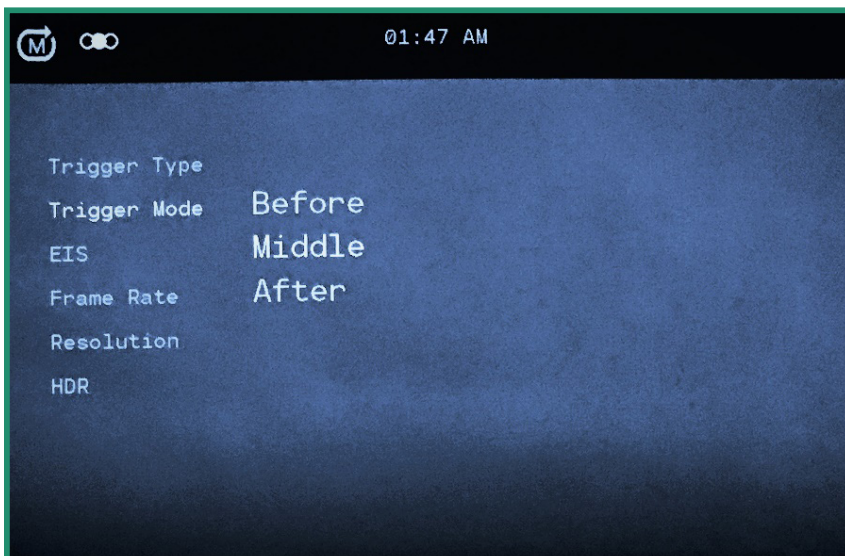 M
01:47 AM
Trigger Type
Trigger Mode
Before
EIS
Middle
Frame Rate
After
Resolution
HDR